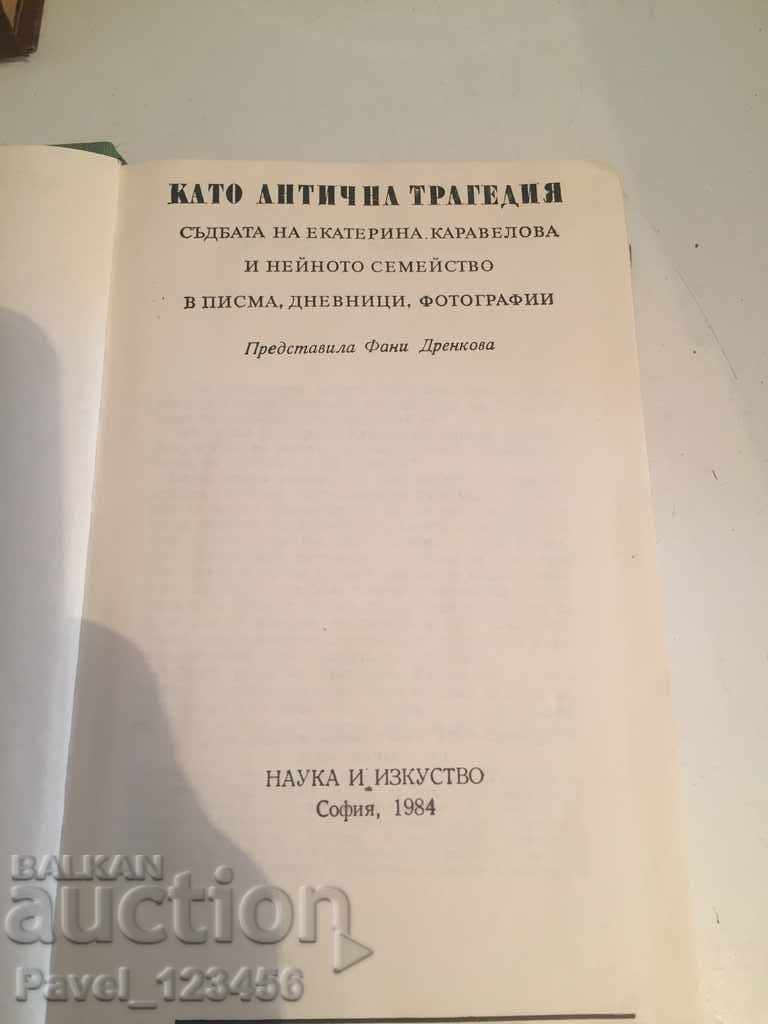 КАТО АНТИЧНА ТРАГЕДИЯ
СЪДБАТА НА ЕКАТЕРИНА КАРАВЕЛОВА
И НЕЙНОТО СЕМЕЙСТВО
В ПИСМА, ДНЕВНИЦИ, ФОТОГРАФИИ
Представила Фани Дренкова
НАУКА И ИЗКУСТВО
София, 1984
BALKAN
auction
Pavel_123456